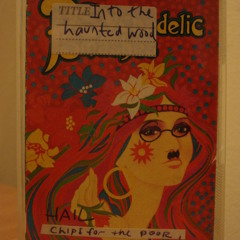 TITLE Into the
haunted wood
delic
HAIL
Chips for the poor